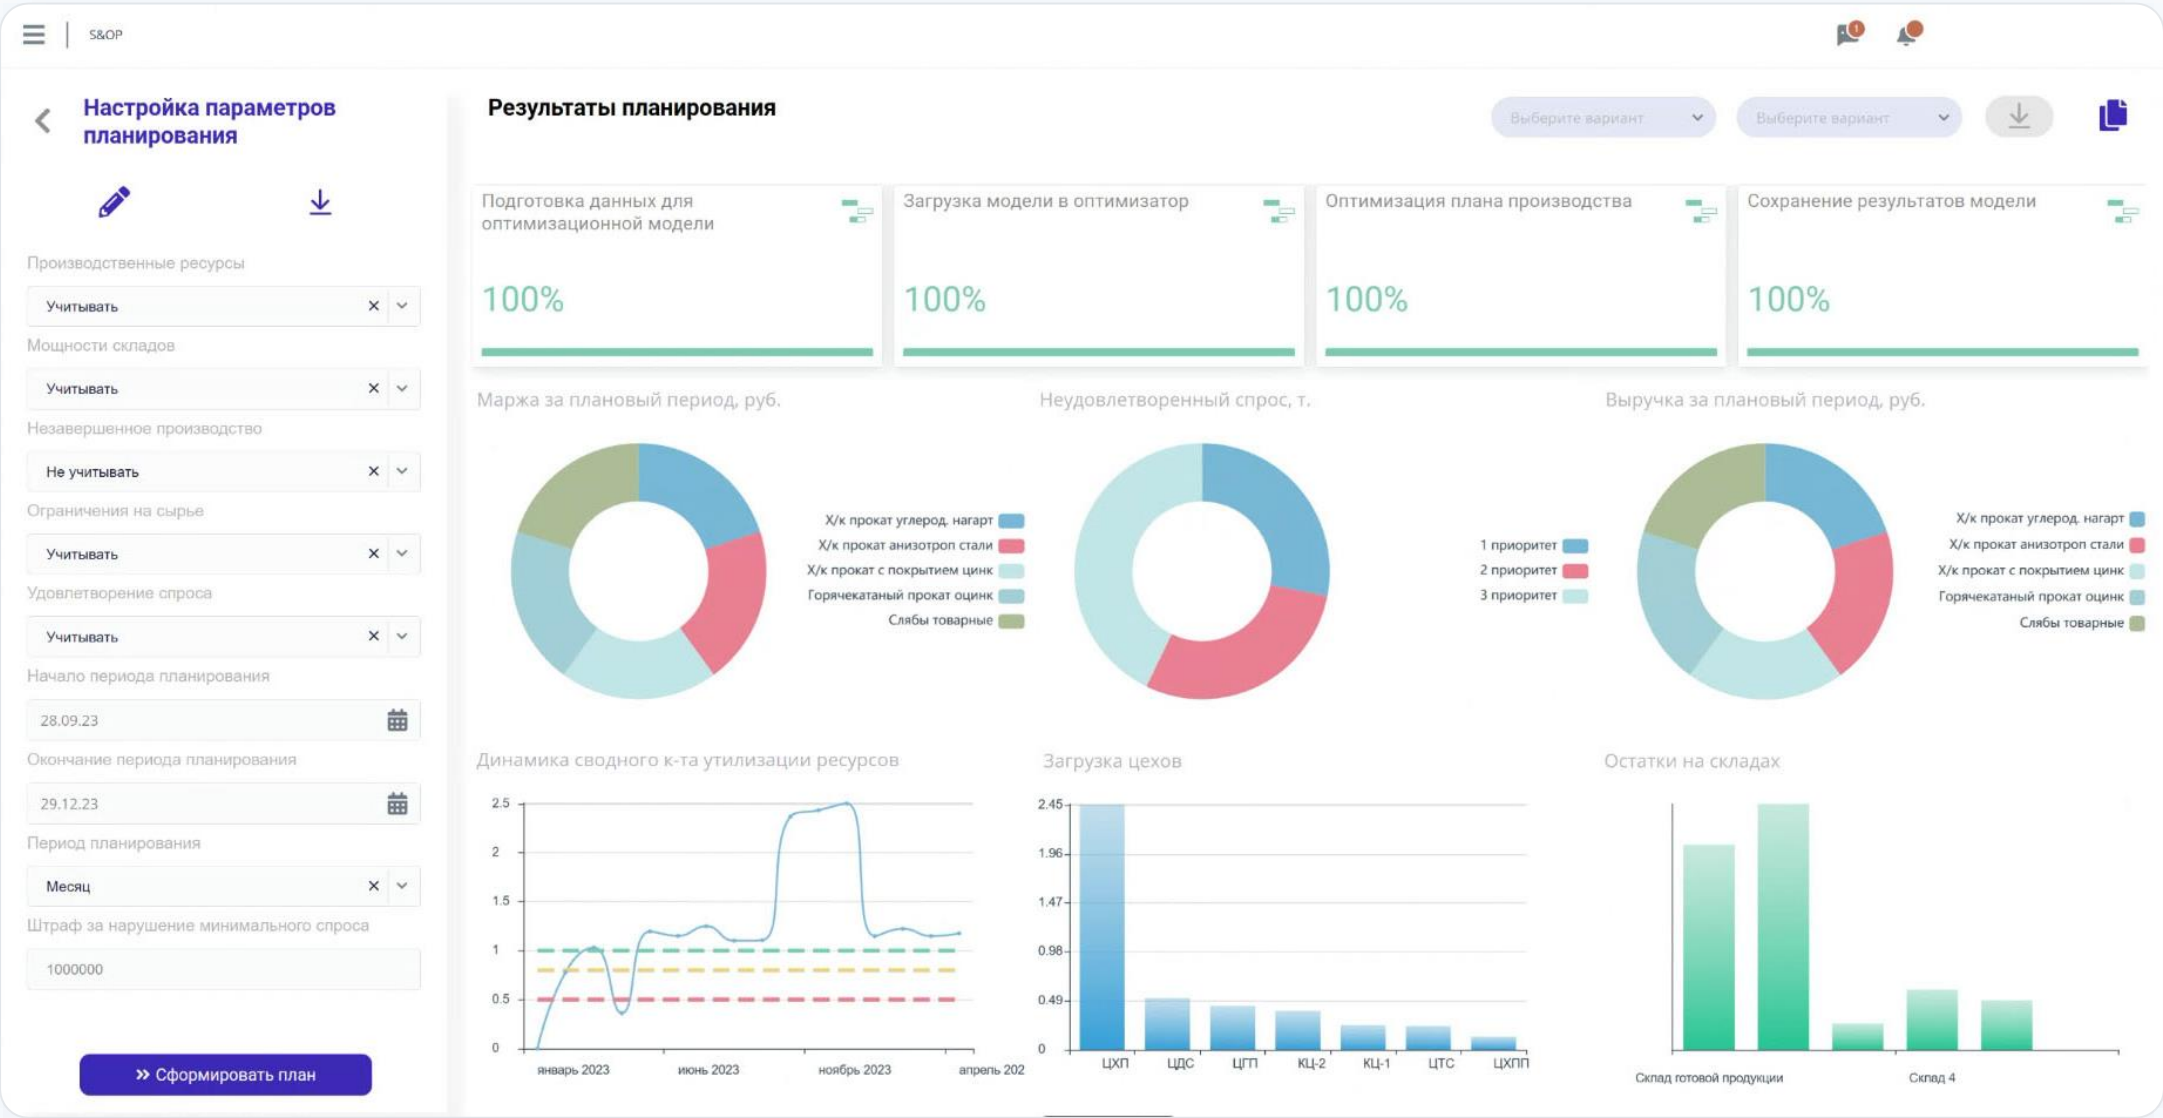 S&OP
1
Настройка параметров
планирования
Производственные ресурсы
Учитывать
Мощности складов
Учитывать
Незавершенное производство
Не учитывать
Ограничения на сырье
Учитывать
Удовлетворение спроса
Учитывать
Начало периода планирования
28.09.23
Окончание периода планирования
29.12.23
Период планирования
Месяц
Штраф за нарушение минимального спроса
1000000
Сформировать план
Результаты планирования
Выберите вариант
Выберите вариант
Подготовка данных для
оптимизационной модели
100%
Загрузка модели в оптимизатор
100%
Оптимизация плана производства
100%
Сохранение результатов модели
100%
Маржа за плановый период, руб.
Х/к прокат углерод. нагарт
Х/к прокат анизотроп стали
Х/к прокат с покрытием цинк
Горячекатаный прокат оцинк
Слябы товарные
Неудовлетворенный спрос, т.
1 приоритет
2 приоритет
3 приоритет
Выручка за плановый период, руб.
Х/к прокат углерод. нагарт
Х/к прокат анизотроп стали
Х/к прокат с покрытием цинк
Горячекатаный прокат оцинк
Слябы товарные
Динамика сводного к-та утилизации ресурсов
2.5
2
1.5
1
0.5
0
январь 2023
июнь 2023
ноябрь 2023
апрель 202
Загрузка цехов
2.45
1.96
1.47
0.98
0.49
0
ЦХП
ЦДС
ЦГП
КЦ-2
КЦ-1
ЦТС
ЦХПП
Остатки на складах
Склад готовой продукции
Склад 4